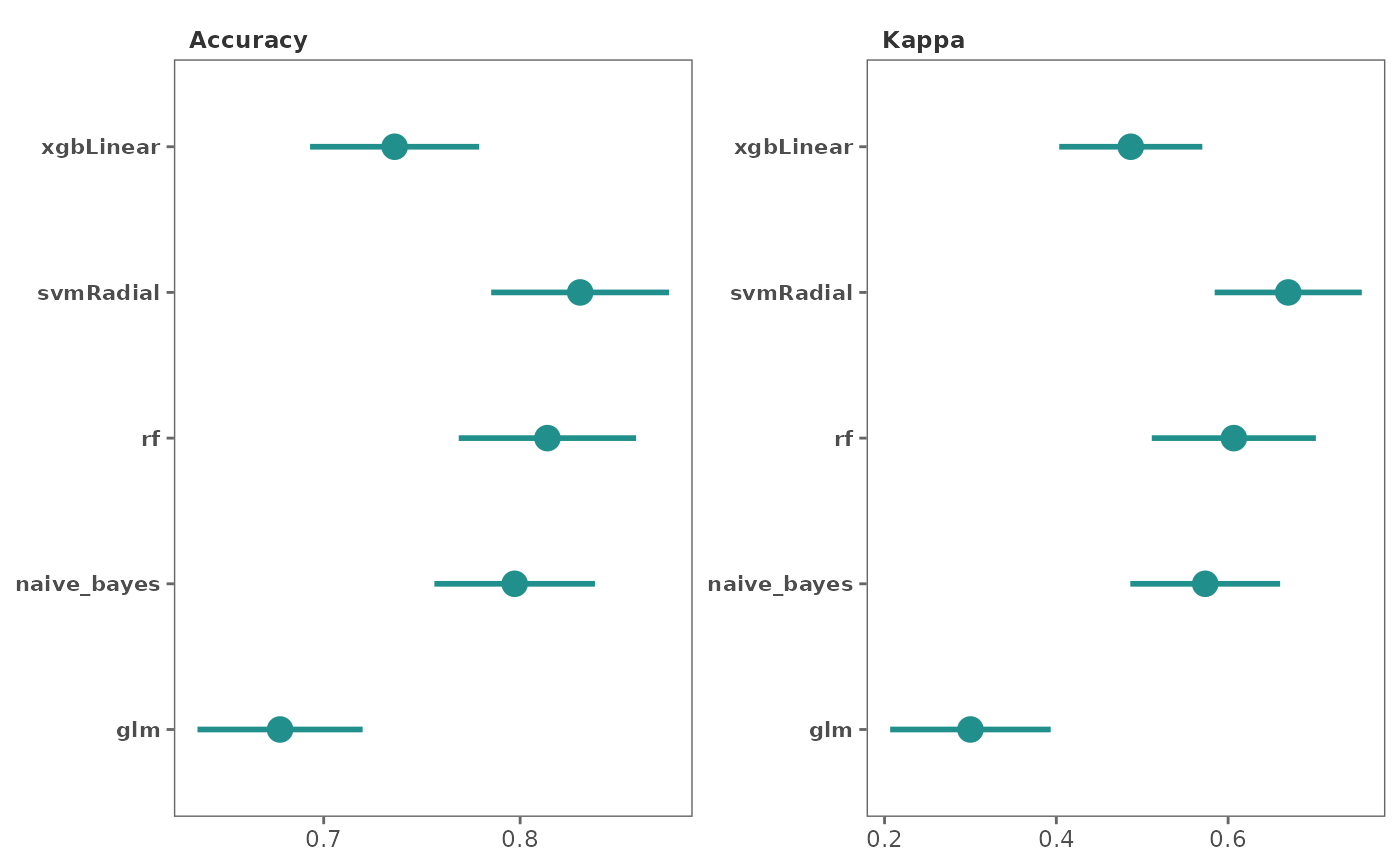 Accuracy
xgbLinear
svmRadial
rf
naive_bayes
glm
0.7 0.8
Kappa
xgbLinear
svmRadial
rf
naive_bayes
glm
0.2 0.4 0.6